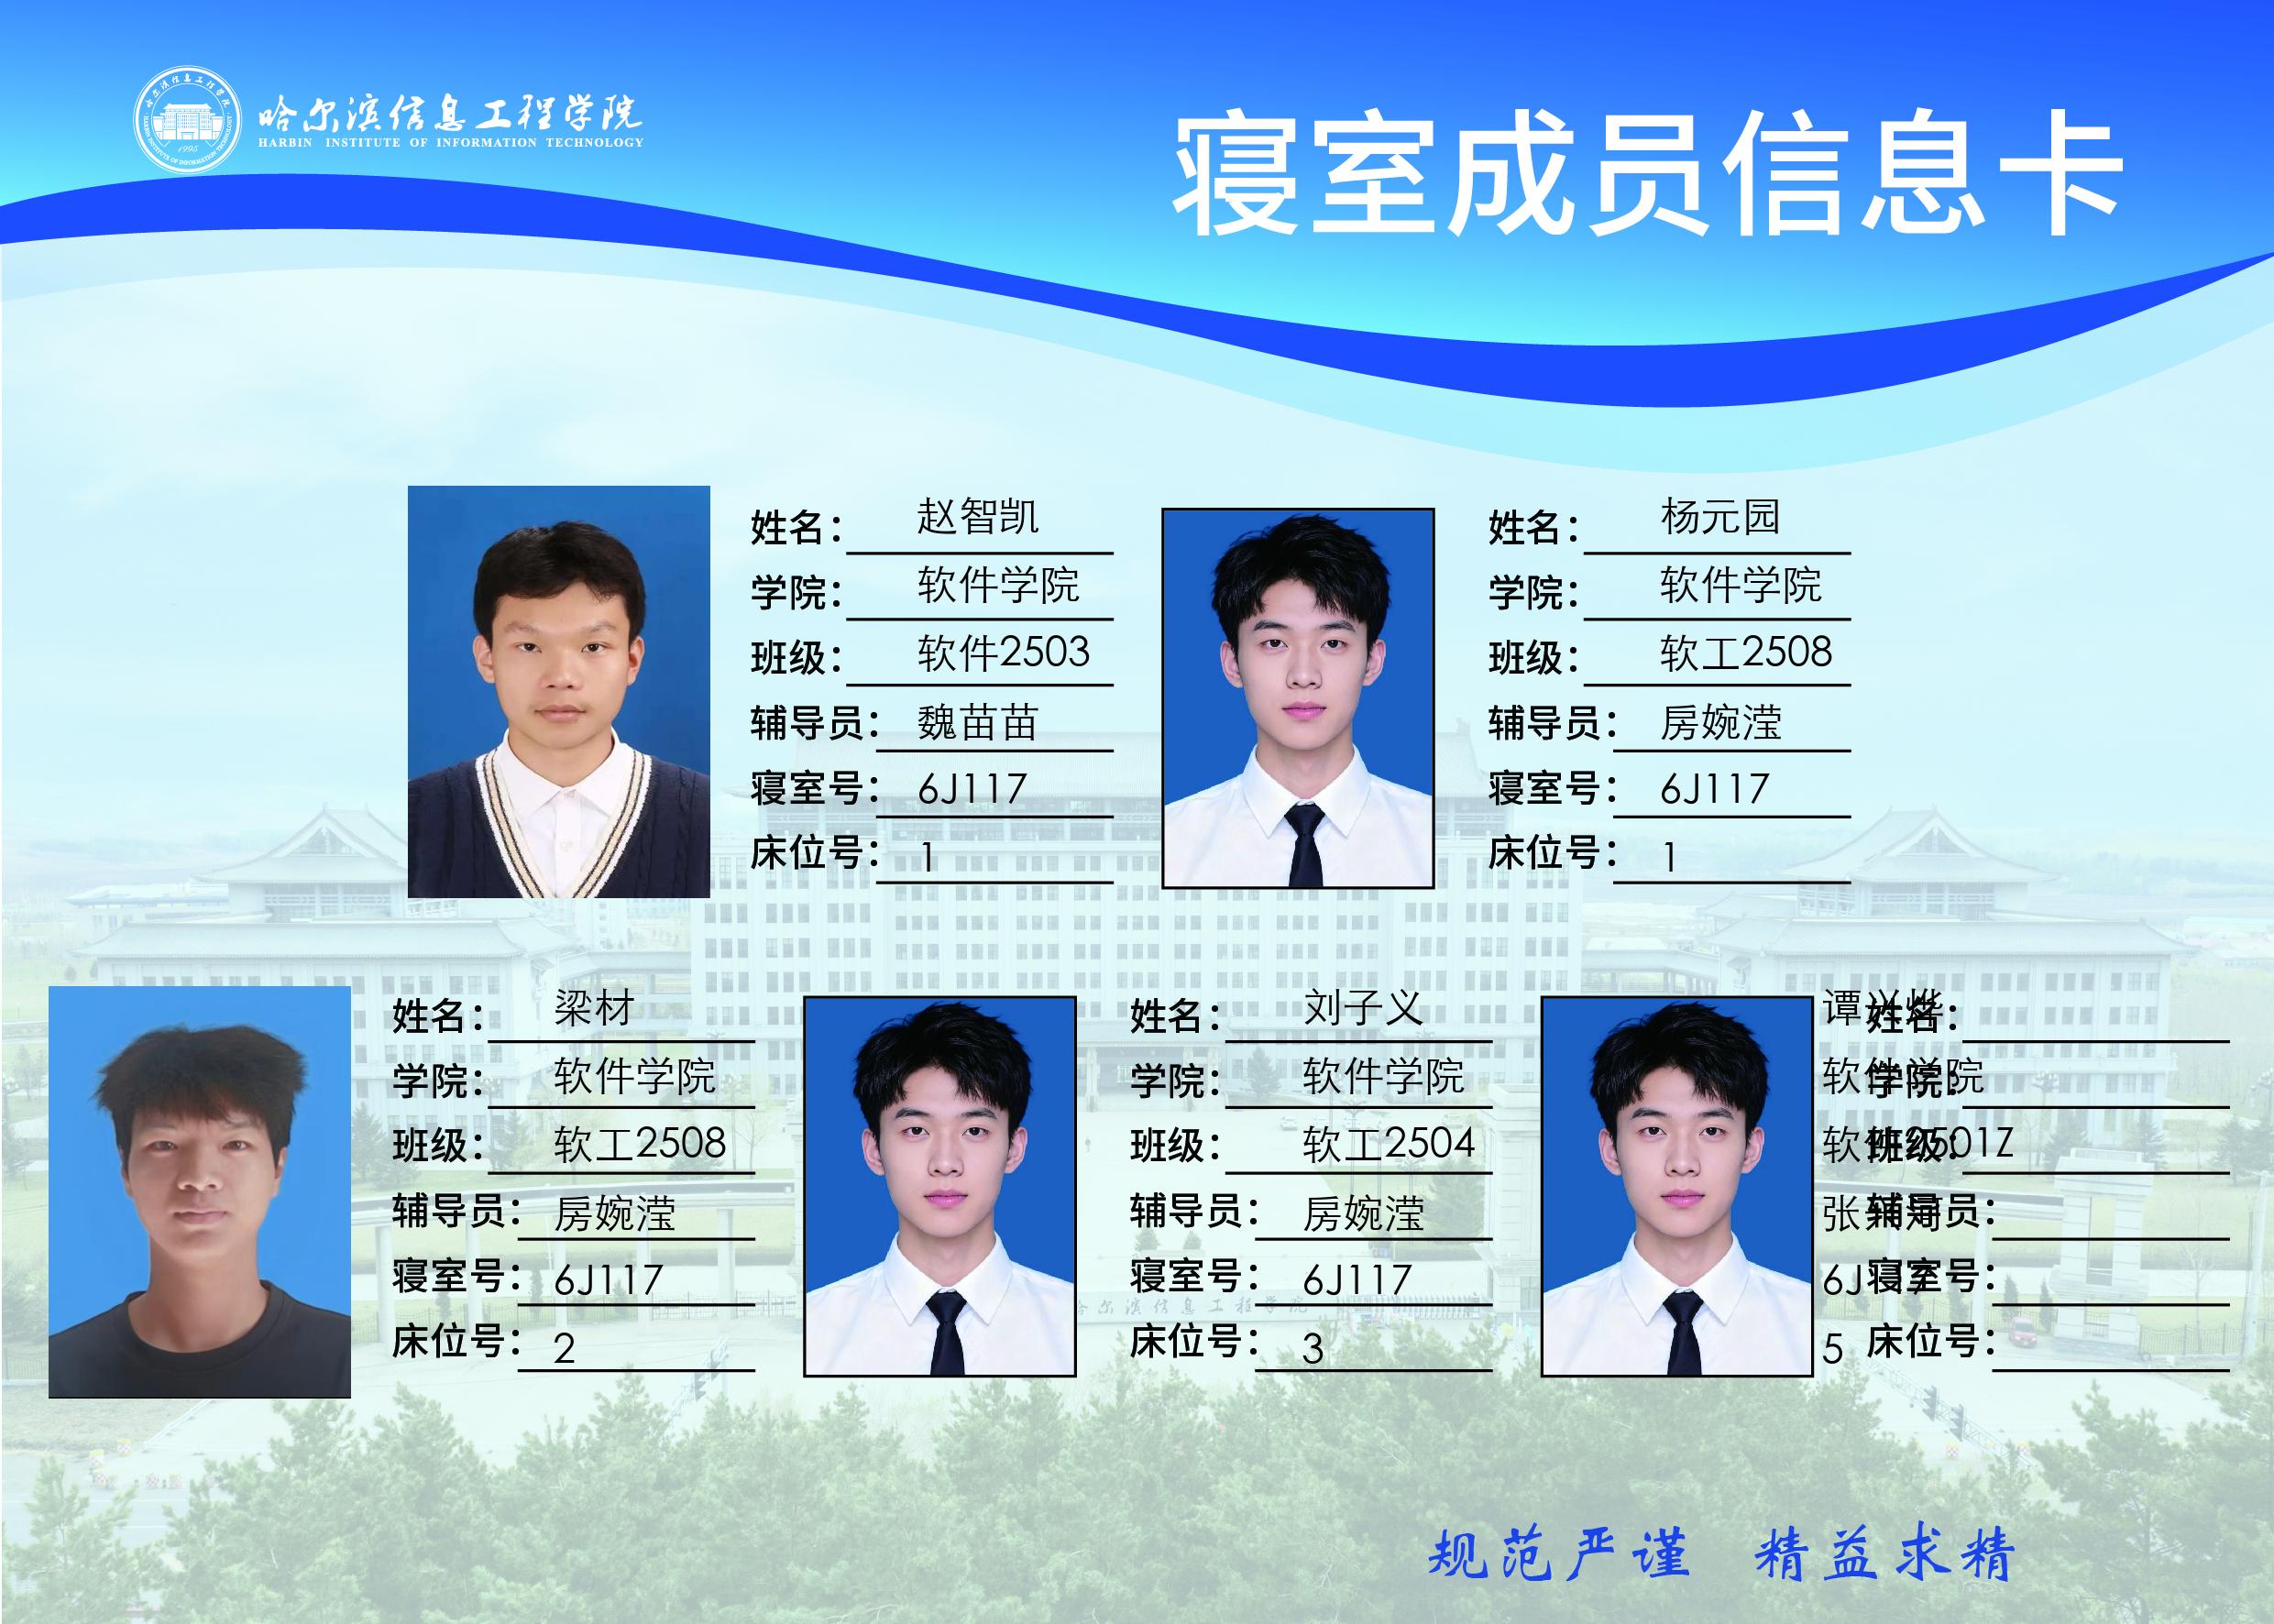 哈尔滨信息工程学院
HARBIN INSTITUTE OF INFORMATION TECHNOLOGY
1995
寝室成员信息卡
姓名： 赵智凯
学院： 软件学院
班级： 软件2503
辅导员： 魏苗苗
寝室号： 6J117
床位号： 1
姓名： 杨元园
学院： 软件学院
班级： 软工2508
辅导员： 房婉滢
寝室号： 6J117
床位号： 1
姓名： 梁材
学院： 软件学院
班级： 软工2508
辅导员： 房婉滢
寝室号： 6J117
床位号： 2
姓名： 刘子义
学院： 软件学院
班级： 软工2504
辅导员： 房婉滢
寝室号： 6J117
床位号： 3
姓名： 谭兴烨
学院： 软件学院
班级： 软件2501Z
辅导员： 张
寝室号： 6J117
床位号： 5
哈尔滨信息工程学院
规范严谨 精益求精